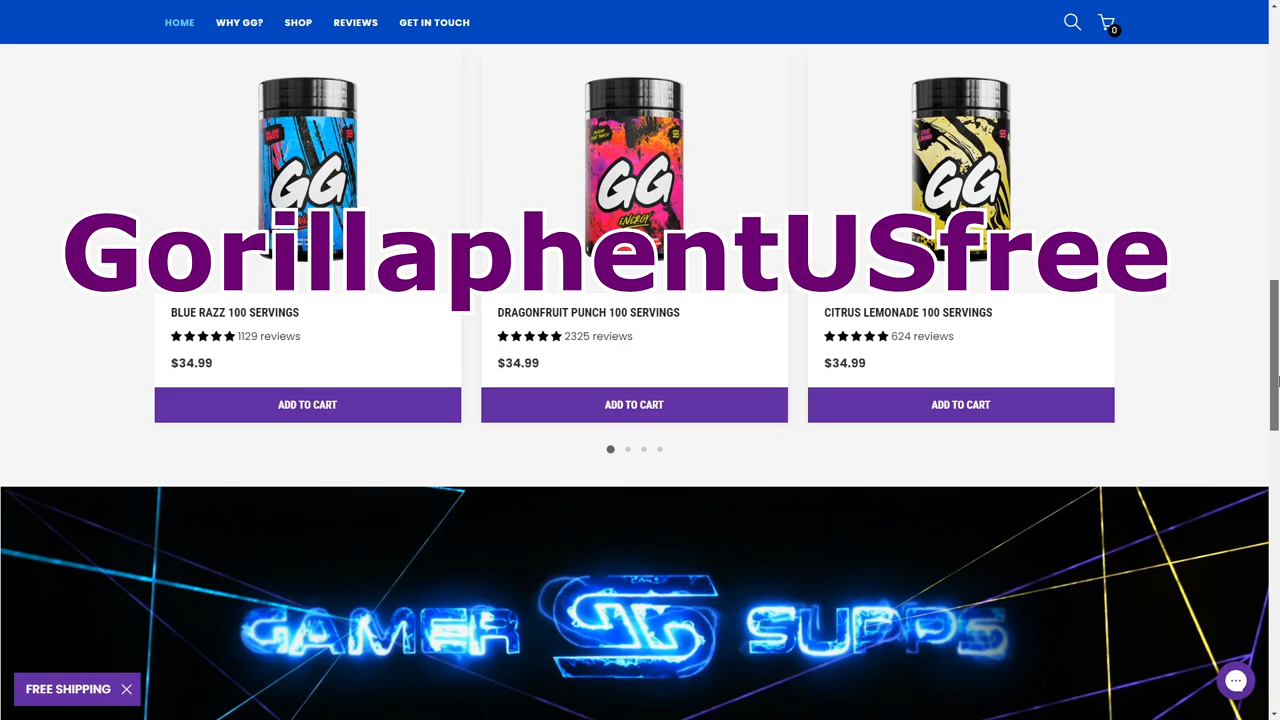 HOME WHY GG? SHOP REVIEWS GET IN TOUCH
0
GG GG GG
ENERGY
GorillaphentUSfree
BLUE RAZZ 100 SERVINGS DRAGONFRUIT PUNCH 100 SERVINGS CITRUS LEMONADE 100 SERVINGS
1129 reviews 2325 reviews 624 reviews
$34.99 $34.99 $34.99
ADD TO CART ADD TO CART ADD TO CART
GAMER SUPPS
FREE SHIPPING